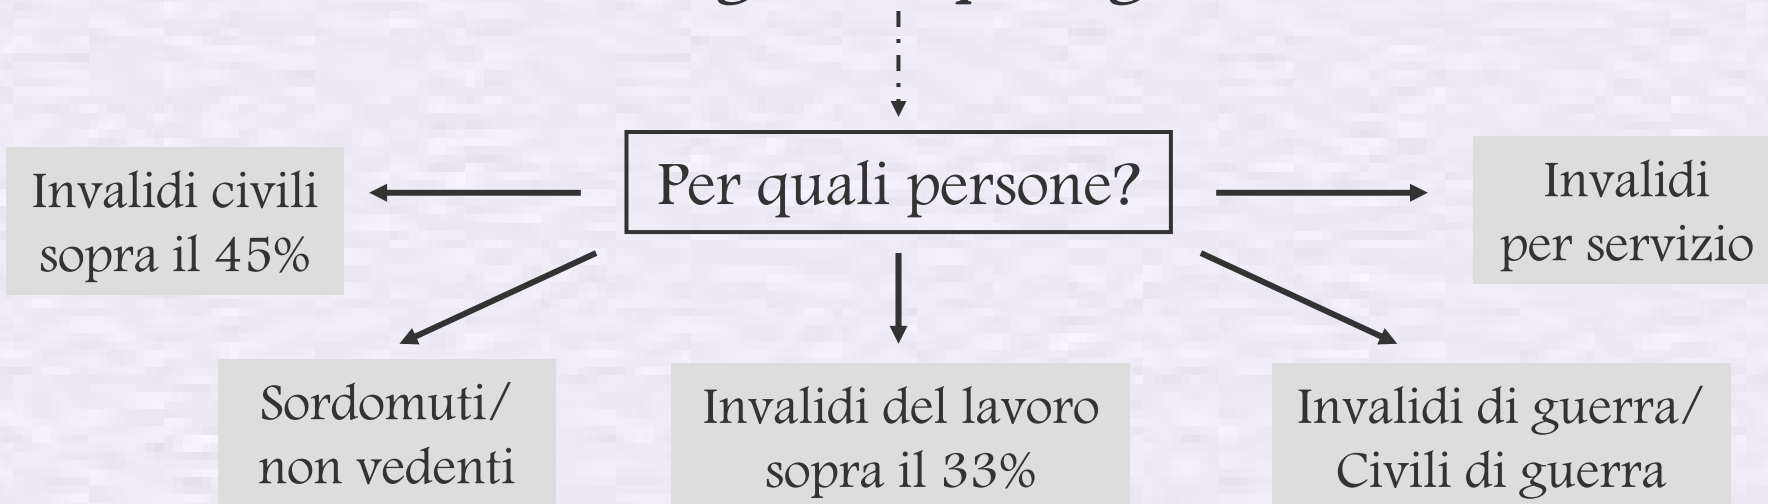 Per quali persone?
Invalidi civili
sopra il 45%
Invalidi
per servizio
Sordomuti/
non vedenti
Invalidi del lavoro
sopra il 33%
Invalidi di guerra/
Civili di guerra